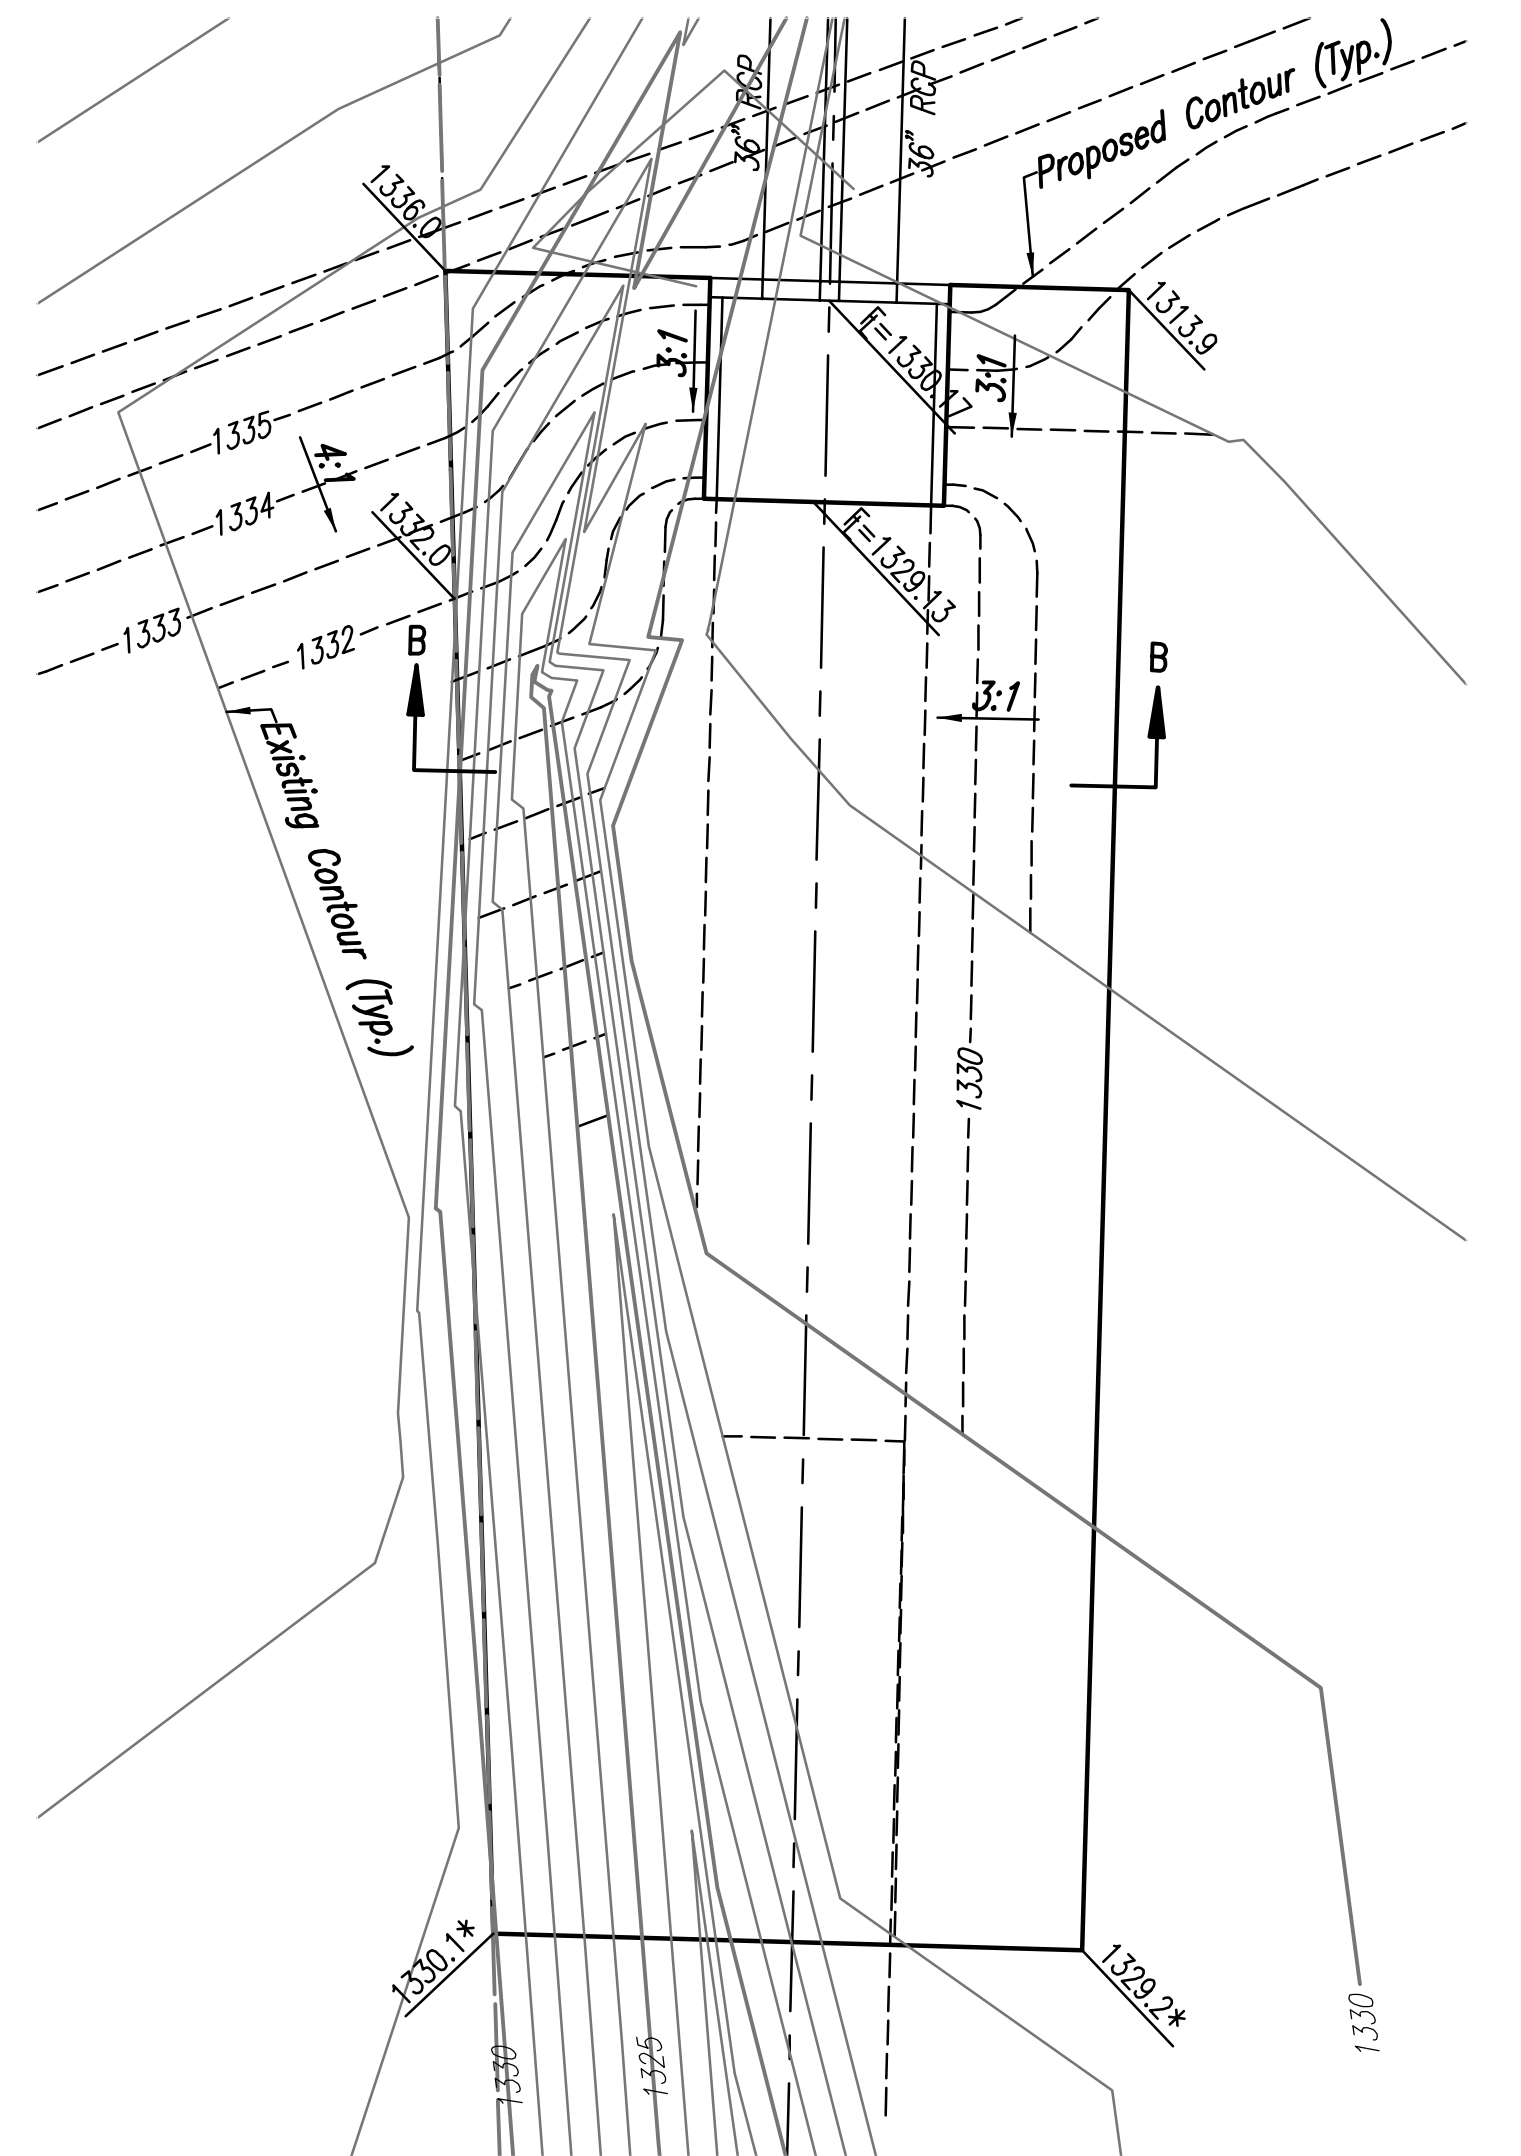 36" RCP
36" RCP
Proposed Contour (Typ.)
1336.0
1313.9
3:1
fl=1330.17
3:1
1335
4:1
1334
1332.0
fl=1329.13
1333
1332
B
B
3:1
Existing Contour (Typ.)
1330
1330.1*
1329.2*
1330
1325
1330